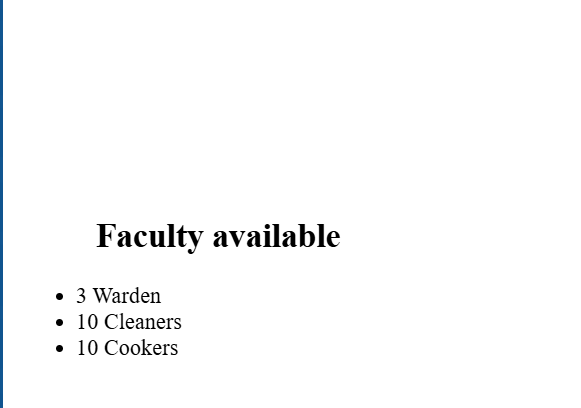 Faculty available
• 3 Warden
• 10 Cleaners
• 10 Cookers